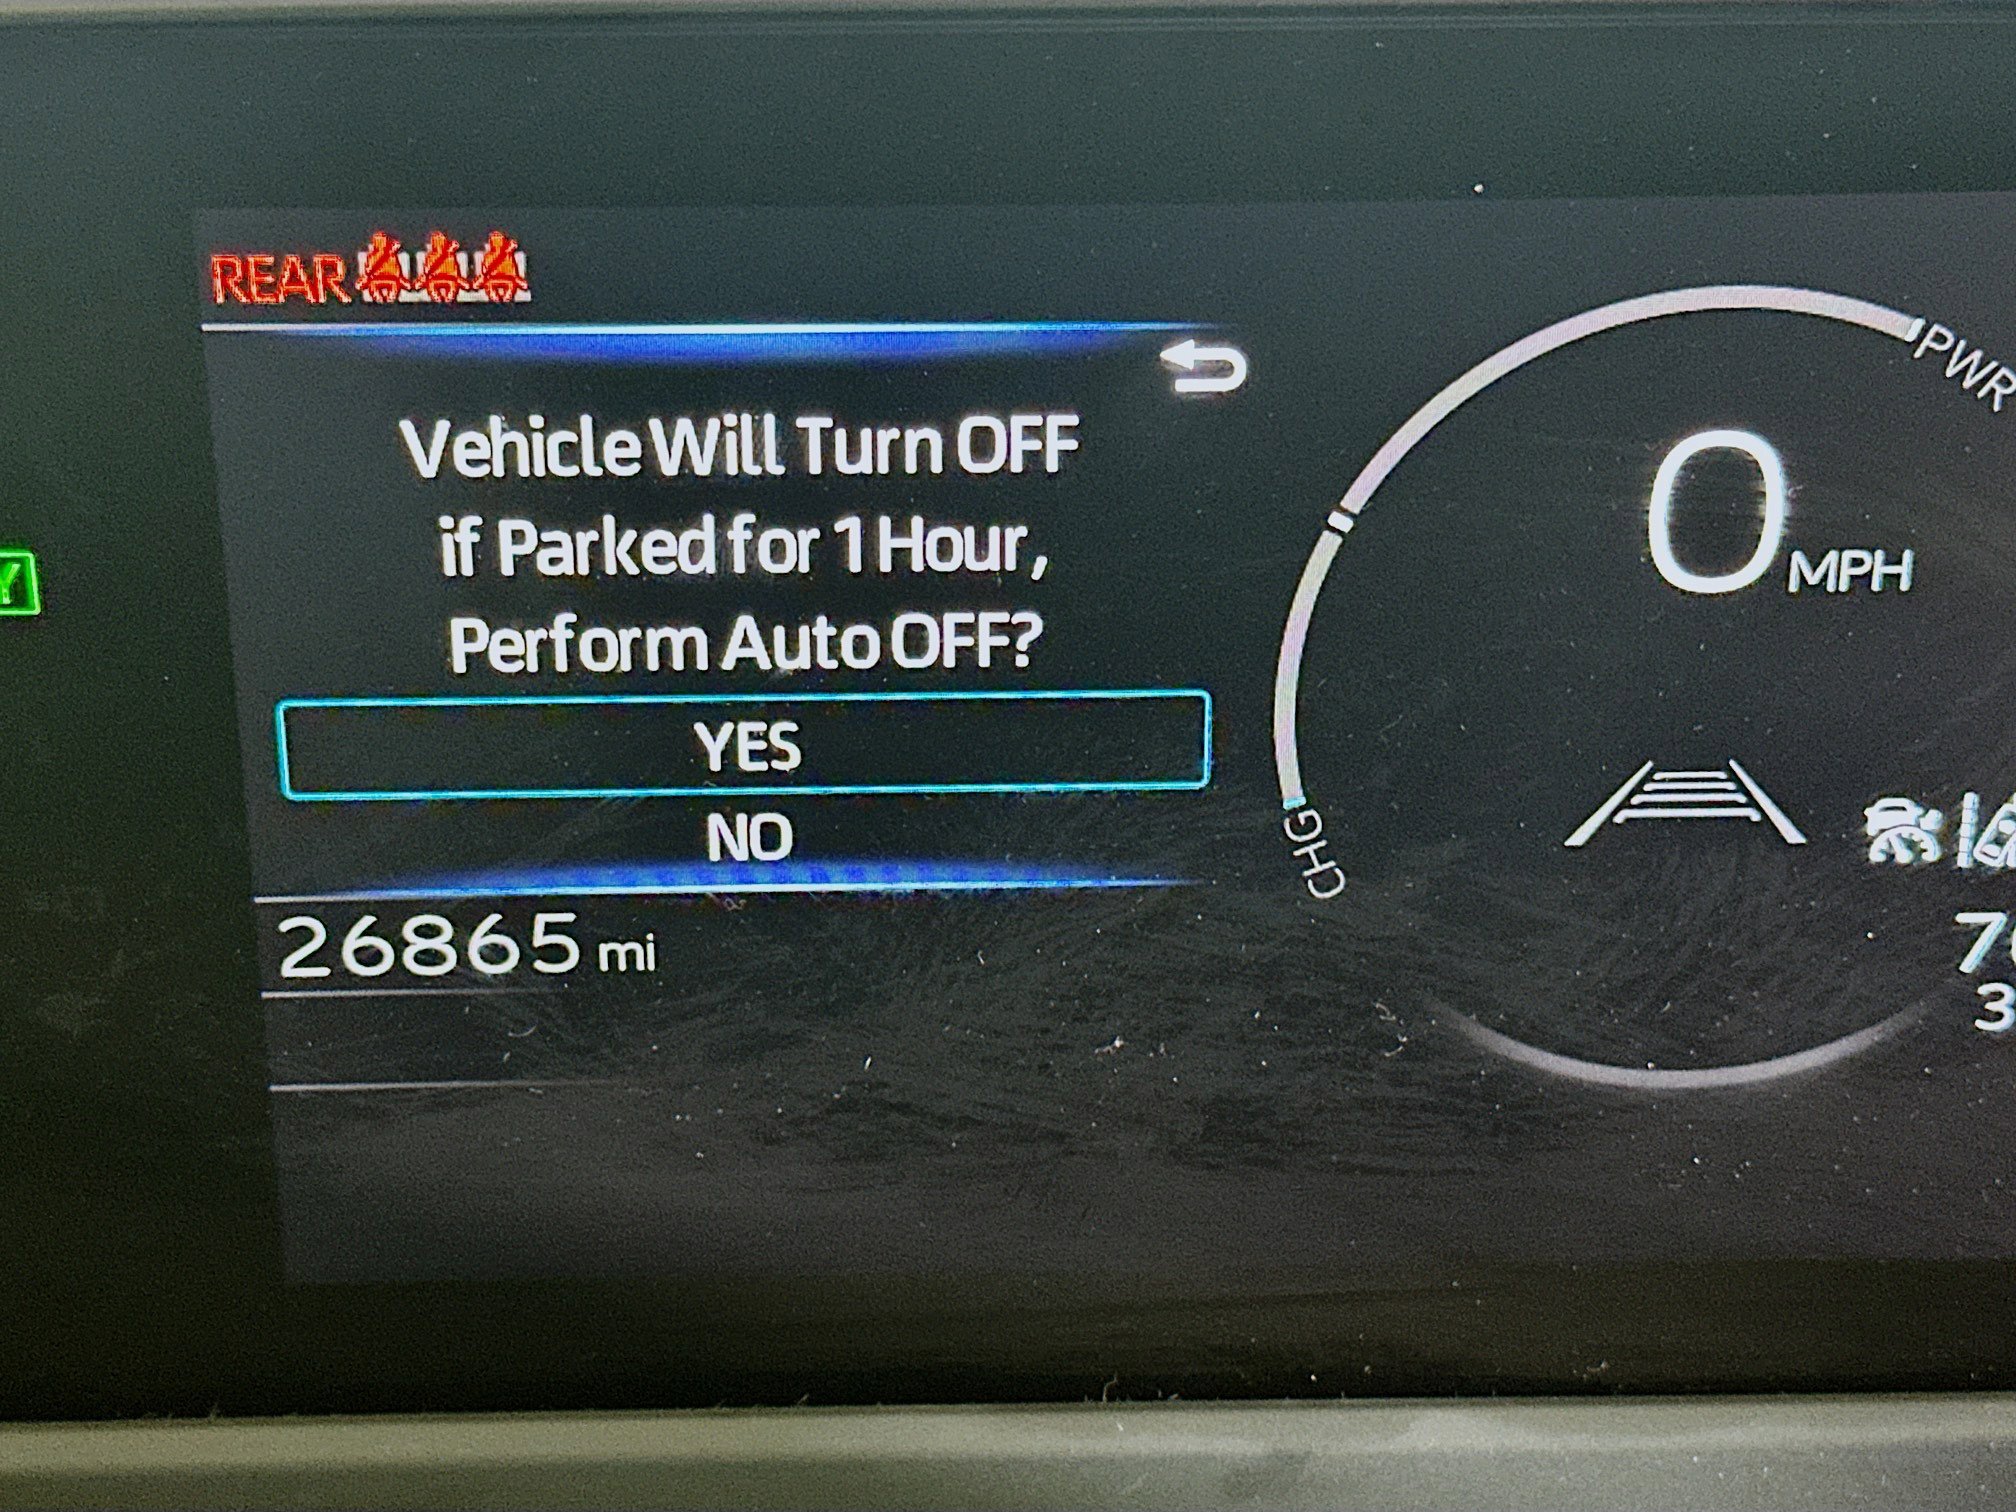 REAR
Vehicle Will Turn OFF
if Parked for 1 Hour,
Perform Auto OFF?
YES
NO
26865 mi
PWR
0 MPH
CHG